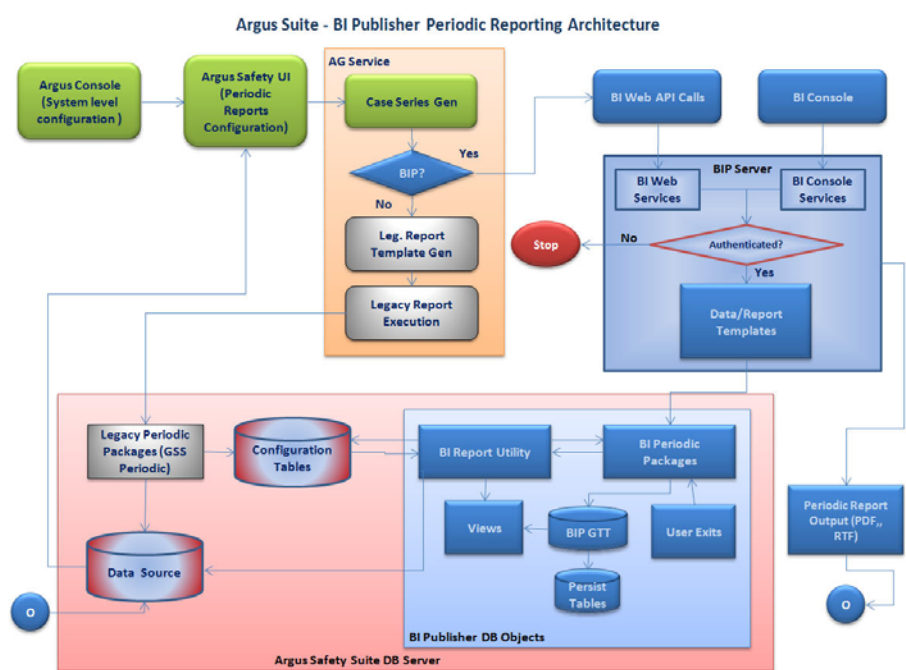 Argus Suite - BI Publisher Periodic Reporting Architecture
AG Service
Argus Console
(System level
configuration )
Argus Safety UI
(Periodic
Reports
Configuration)
Case Series Gen
BI Web API Calls
BI Console
Yes
BIP?
No
BIP Server
BI Web
Services
BI Console
Services
Leg. Report
Template Gen
Stop
No
Authenticated?
Yes
Legacy Report
Execution
Data/Report
Templates
Legacy Periodic
Packages (GSS
Periodic)
Configuration
Tables
BI Report Utility
BI Periodic
Packages
Views
BIP GTT
User Exits
Periodic Report
Output (PDF,,
RTF)
Data Source
Persist
Tables
O
O
BI Publisher DB Objects
Argus Safety Suite DB Server